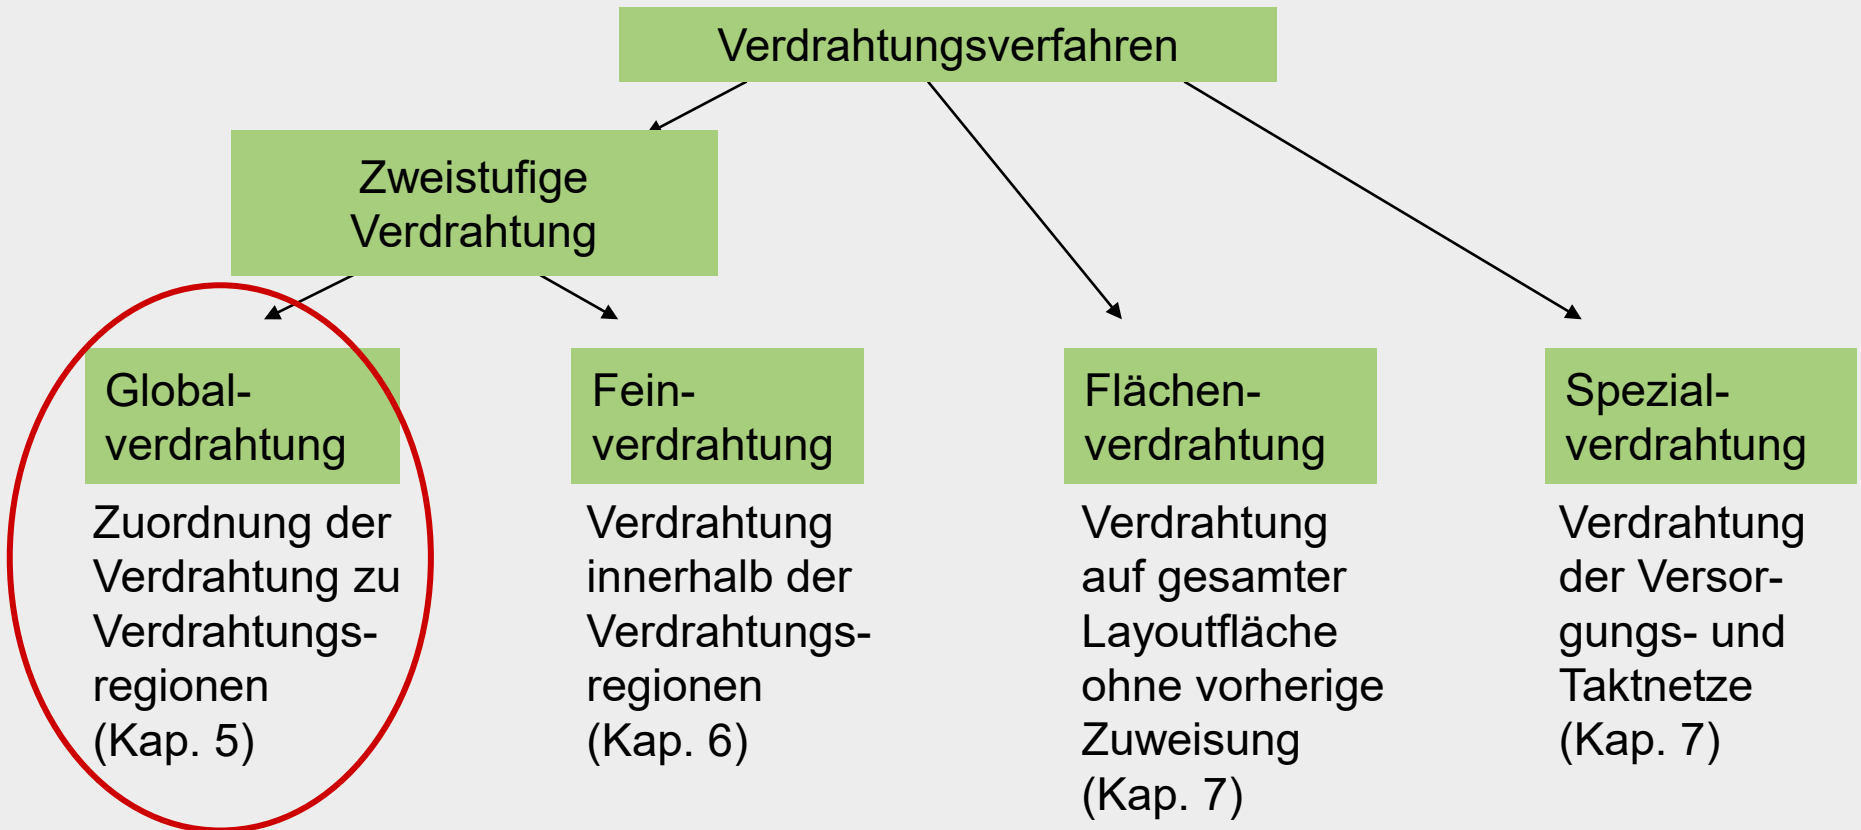 Verdrahtungsverfahren
Zweistufige
Verdrahtung
Global-
verdrahtung
Zuordnung der
Verdrahtung zu
Verdrahtungs-
regionen
(Kap. 5)
Fein-
verdrahtung
Verdrahtung
innerhalb der
Verdrahtungs-
regionen
(Kap. 6)
Flächen-
verdrahtung
Verdrahtung
auf gesamter
Layoutfläche
ohne vorherige
Zuweisung
(Kap. 7)
Spezial-
verdrahtung
Verdrahtung
der Versor-
gungs- und
Taktnetze
(Kap. 7)